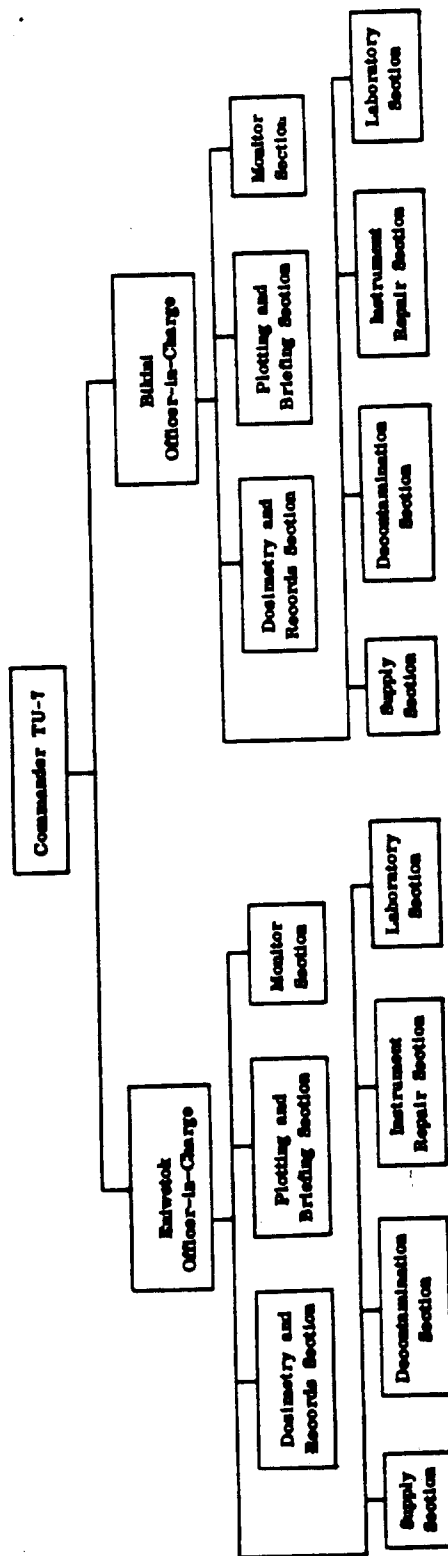 Commander TU-7
Eniwetok
Officer-in-Charge
Bikini
Officer-in-Charge
Dosimetry and
Records Section
Plotting and
Briefing Section
Monitor
Section
Dosimetry and
Records Section
Plotting and
Briefing Section
Monitor
Section
Supply
Section
Decontamination
Section
Instrument
Repair Section
Laboratory
Section
Supply
Section
Decontamination
Section
Instrument
Repair Section
Laboratory
Section